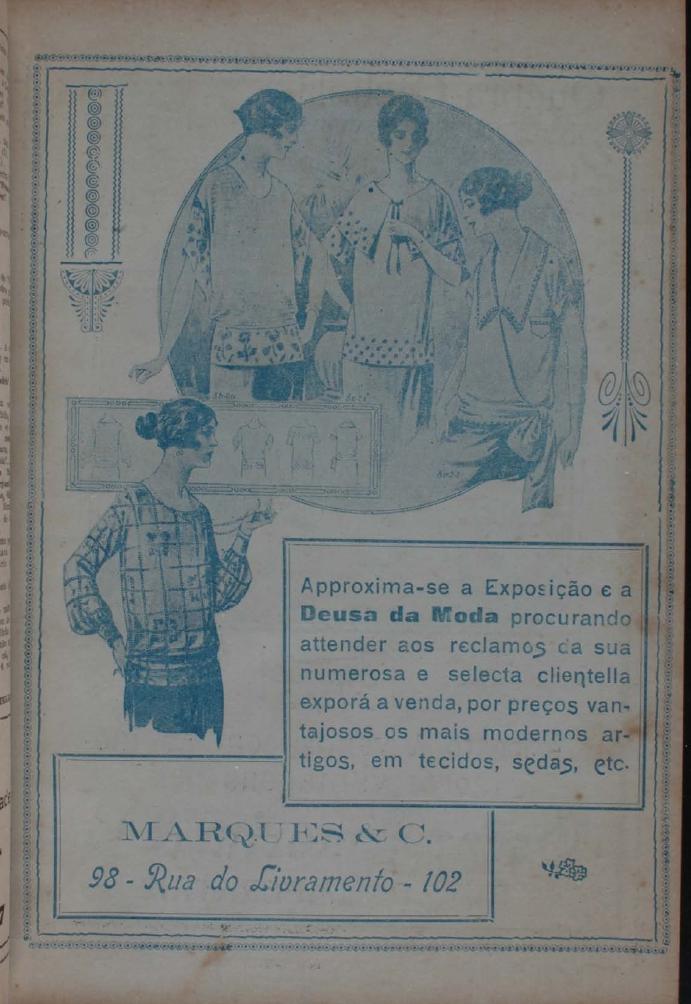 Approxima-se a Exposição e a
Deusa da Moda procurando
attender aos reclamos da sua
numerosa e selecta clientella
exporá a venda, por preços van-
tajosos os mais modernos ar-
tigos, em tecidos, sedas, etc.
MARQUES & C.
98 - Rua do Livramento - 102